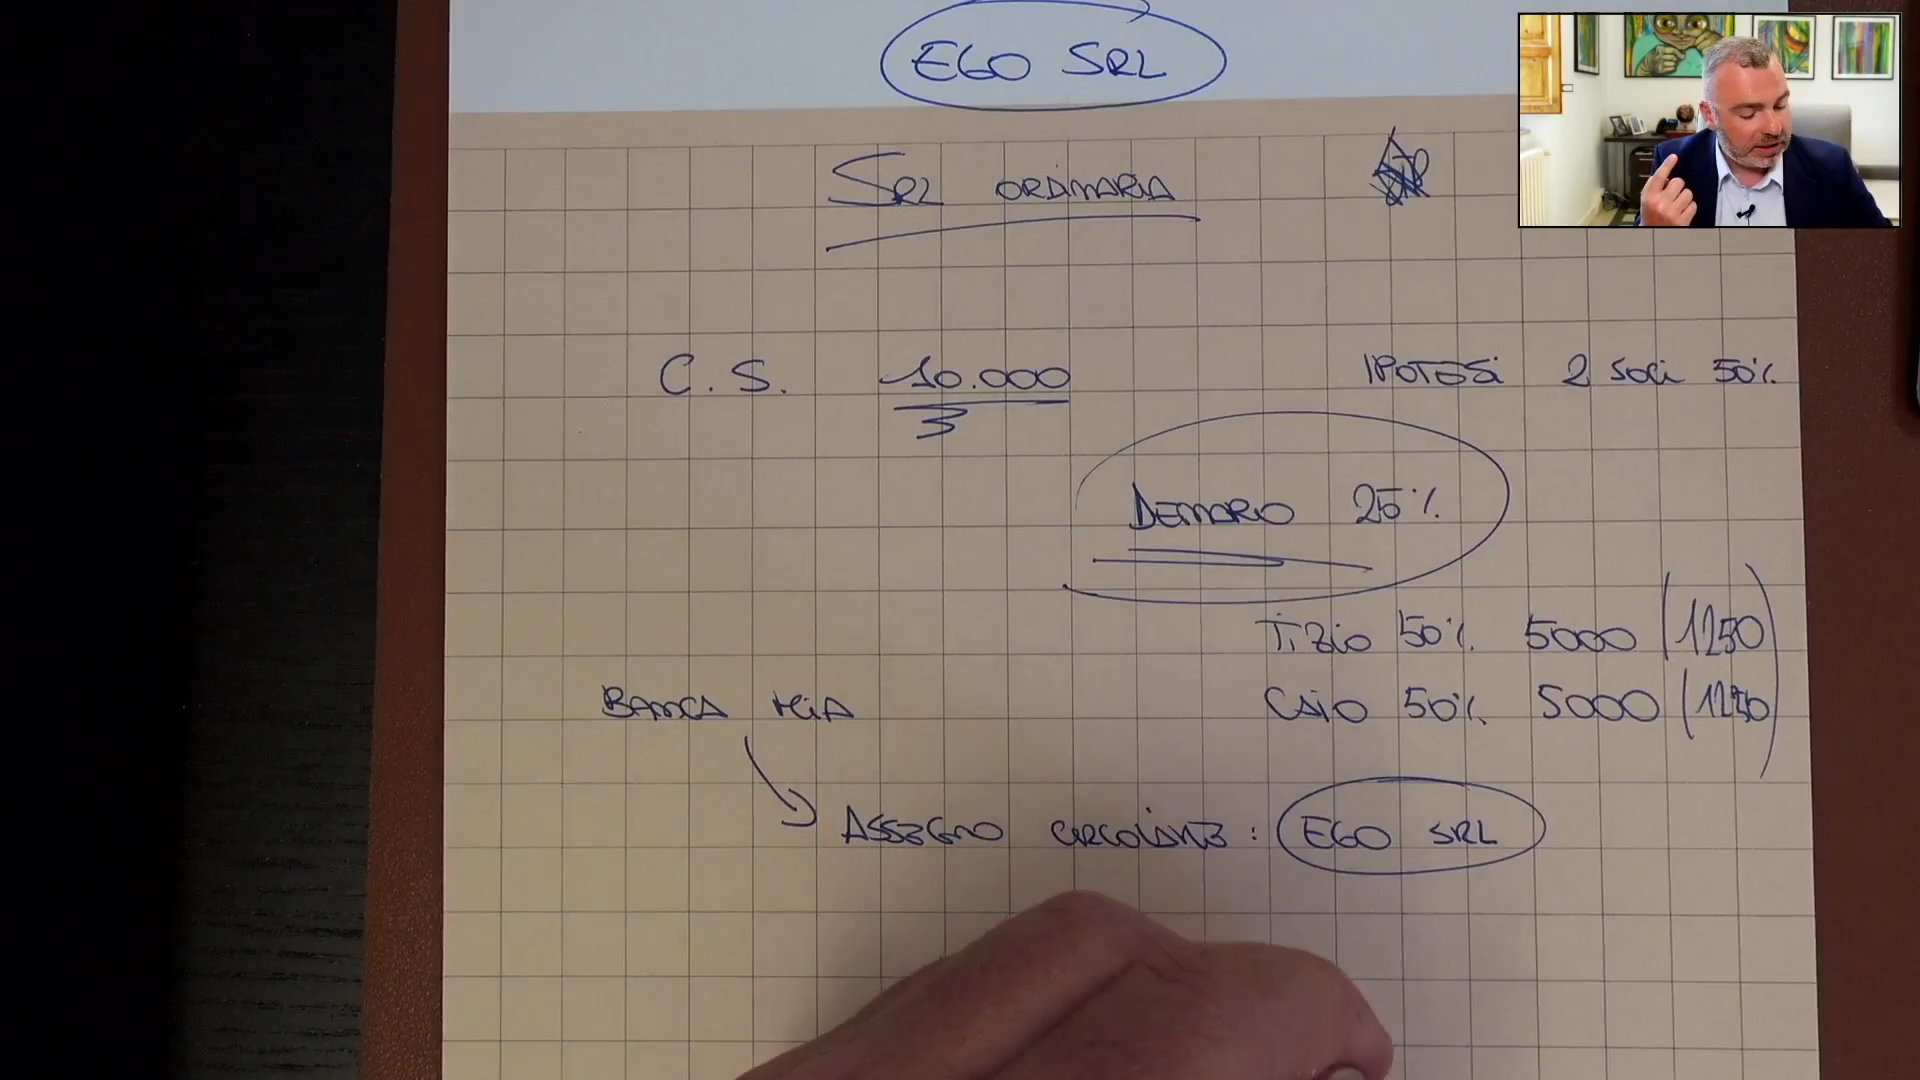 EGO SRL
SRL ORDINARIA
C. S. 10.000
IPOTESI 2 SOCI 50%
DENARO 25%
TIZIO 50% 5000 (1250)
CAIO 50% 5000 (1250)
BANCA MIA
ASSEGNO CIRCOLARE: EGO SRL